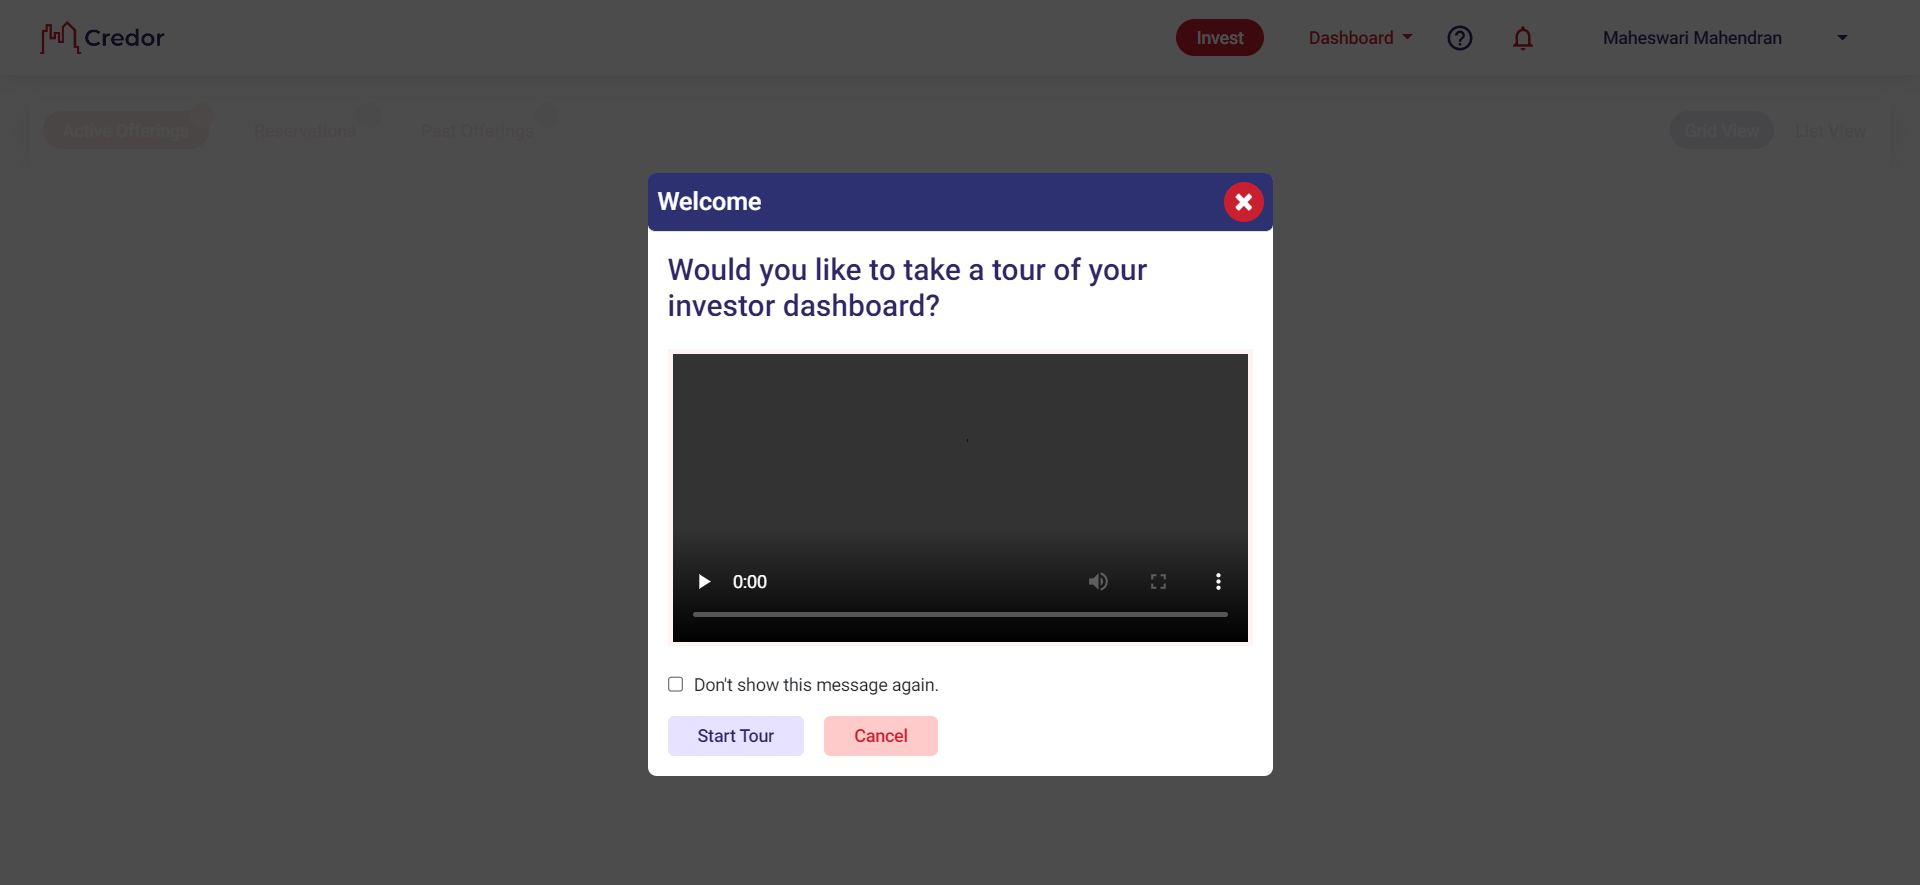 Credor
Invest
Dashboard
Maheswari Mahendran
Active Offerings
Reservations
Past Offerings
Grid View
List View
Welcome
Would you like to take a tour of your
investor dashboard?
0:00
Don't show this message again.
Start Tour
Cancel